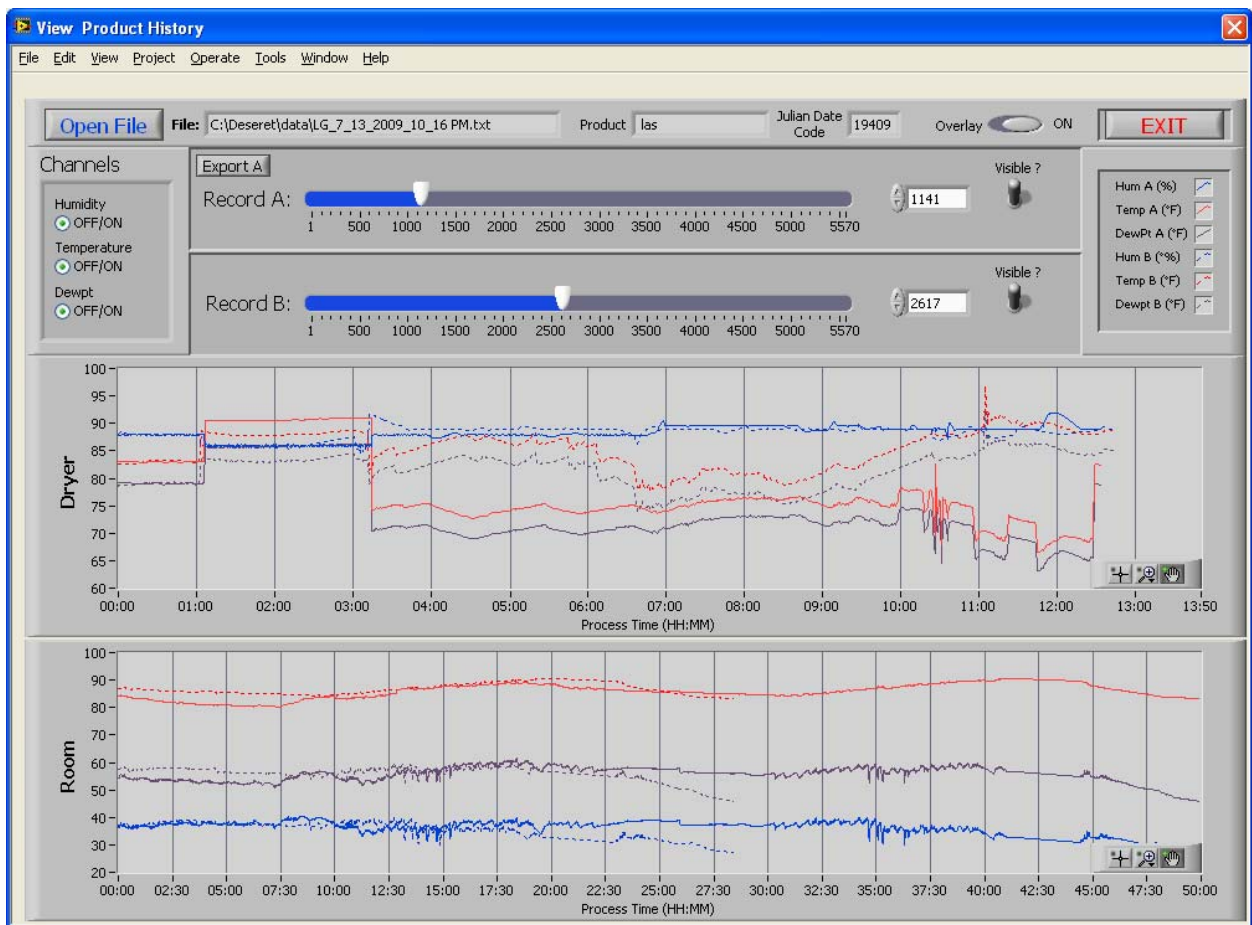 View Product History
File Edit View Project Operate Tools Window Help
Open File File: C:\Deseret\data\LG_7_13_2009_10_16 PM.txt Product las Julian Date Code 19409 Overlay ON EXIT
Channels
Humidity
OFF/ON
Temperature
OFF/ON
Dewpt
OFF/ON
Export A
Record A: 1141 Visible ?
1 500 1000 1500 2000 2500 3000 3500 4000 4500 5000 5570
Record B: 2617 Visible ?
1 500 1000 1500 2000 2500 3000 3500 4000 4500 5000 5570
Hum A (%)
Temp A (°F)
DewPt A (°F)
Hum B (°%)
Temp B (°F)
Dewpt B (°F)
Dryer
100
95
90
85
80
75
70
65
60
00:00 01:00 02:00 03:00 04:00 05:00 06:00 07:00 08:00 09:00 10:00 11:00 12:00 13:00 13:50
Process Time (HH:MM)
Room
100
90
80
70
60
50
40
30
20
00:00 02:30 05:00 07:30 10:00 12:30 15:00 17:30 20:00 22:30 25:00 27:30 30:00 32:30 35:00 37:30 40:00 42:30 45:00 47:30 50:00
Process Time (HH:MM)